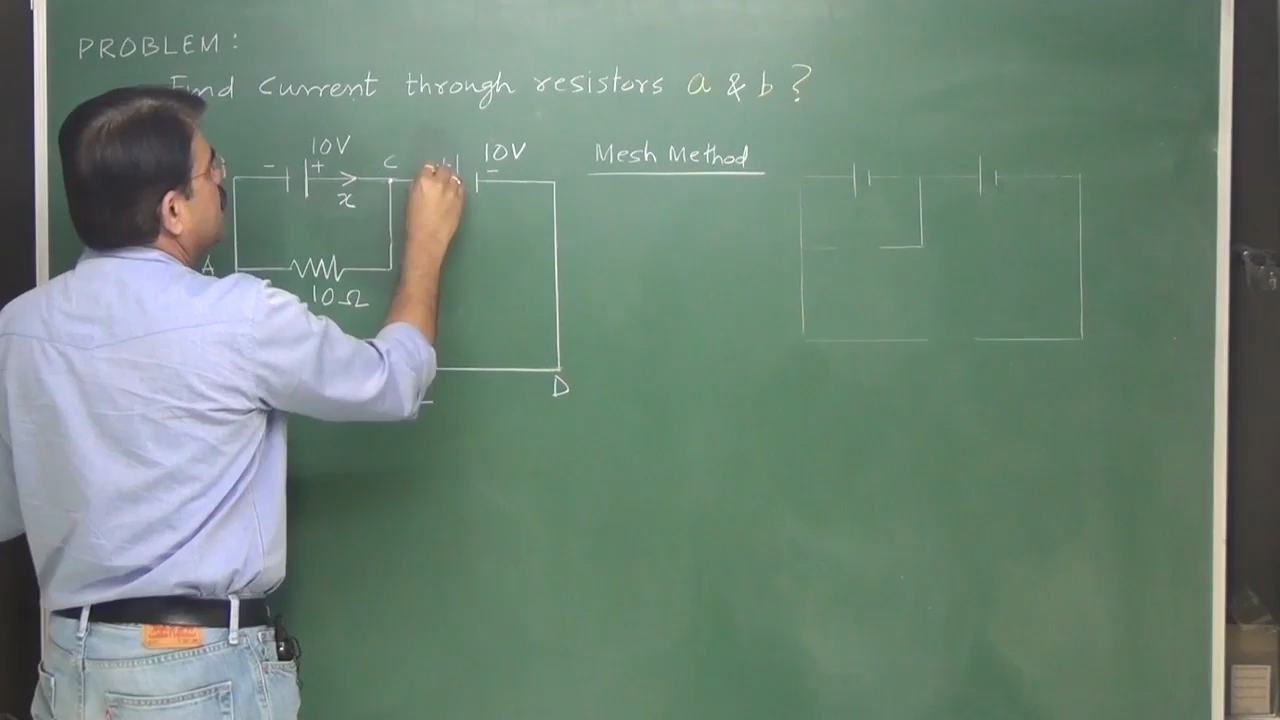 PROBLEM:
Find current through resistors a & b ?
10V
10V
Mesh Method
- +
C
+ -
x
A
10Ω
D
-